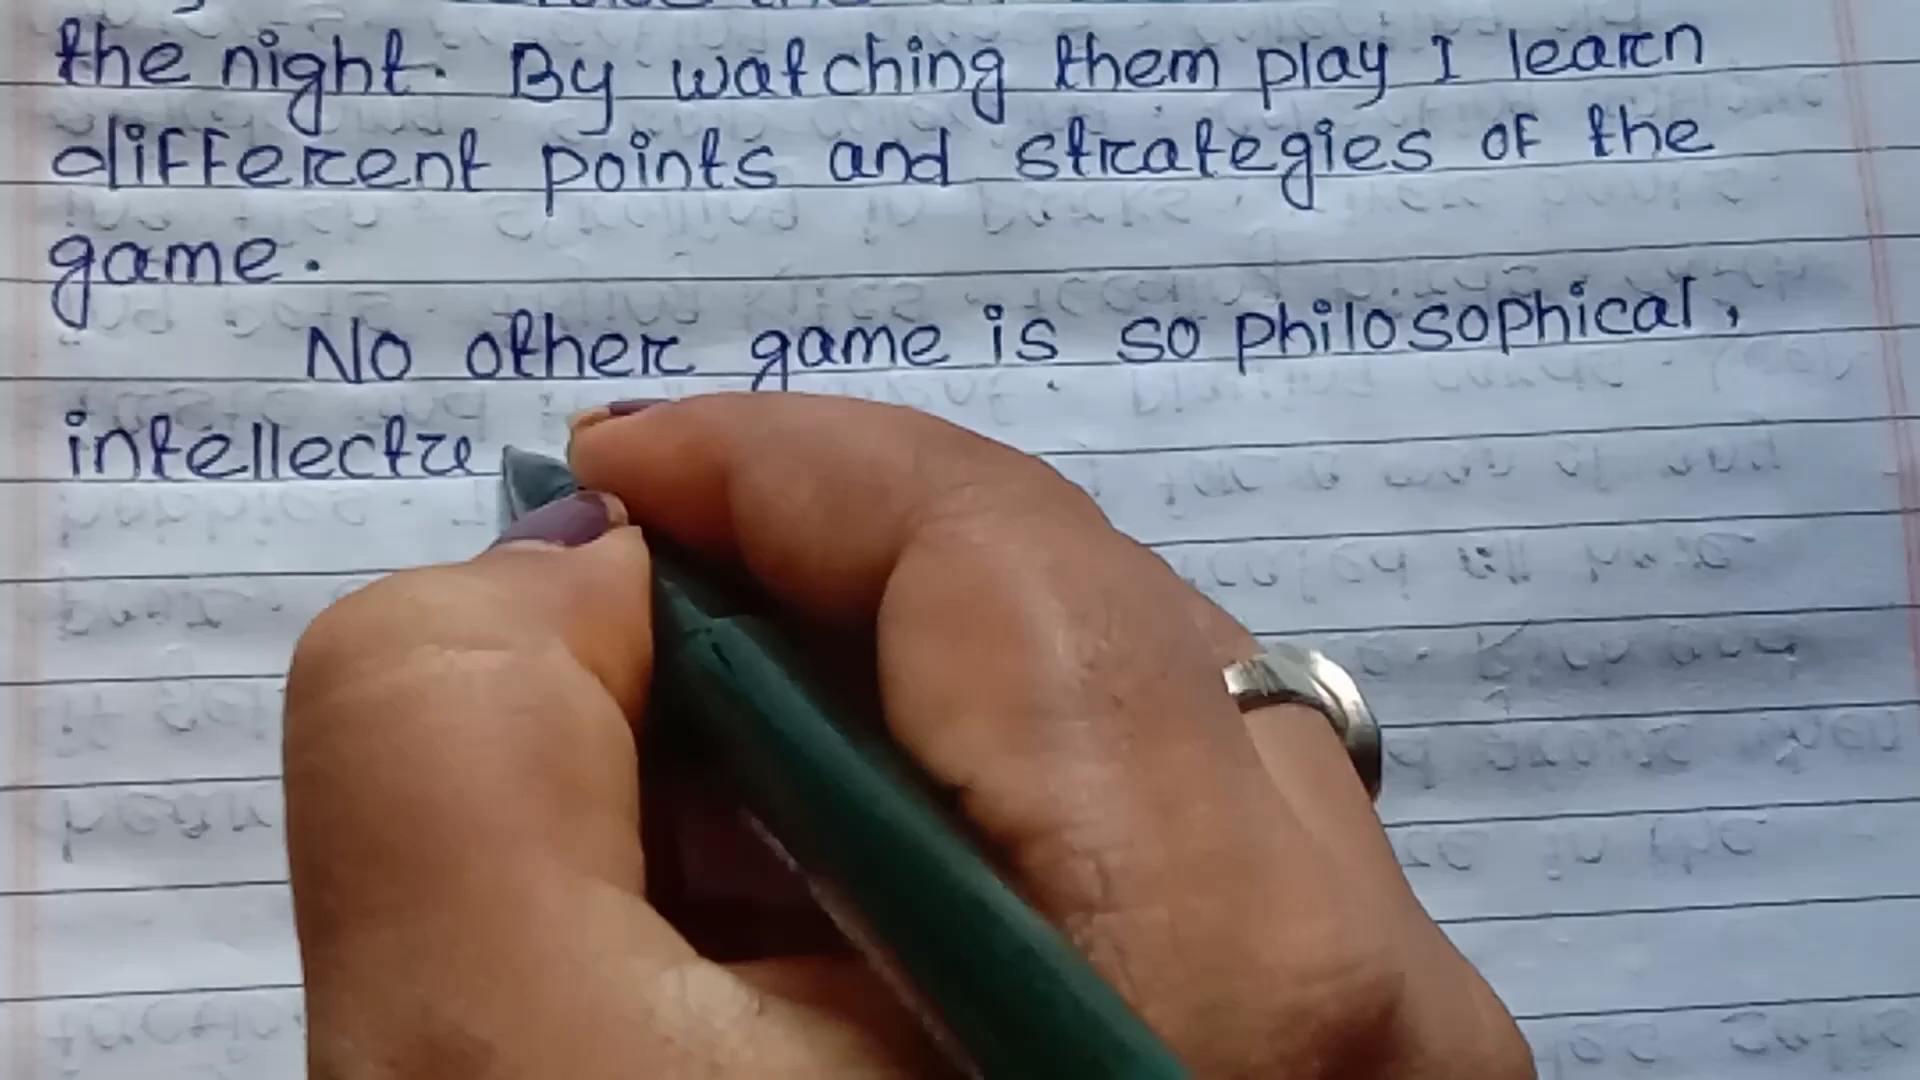 the night. By watching them play I learn
different points and strategies of the
game.
No other game is so philosophical,
intellectu